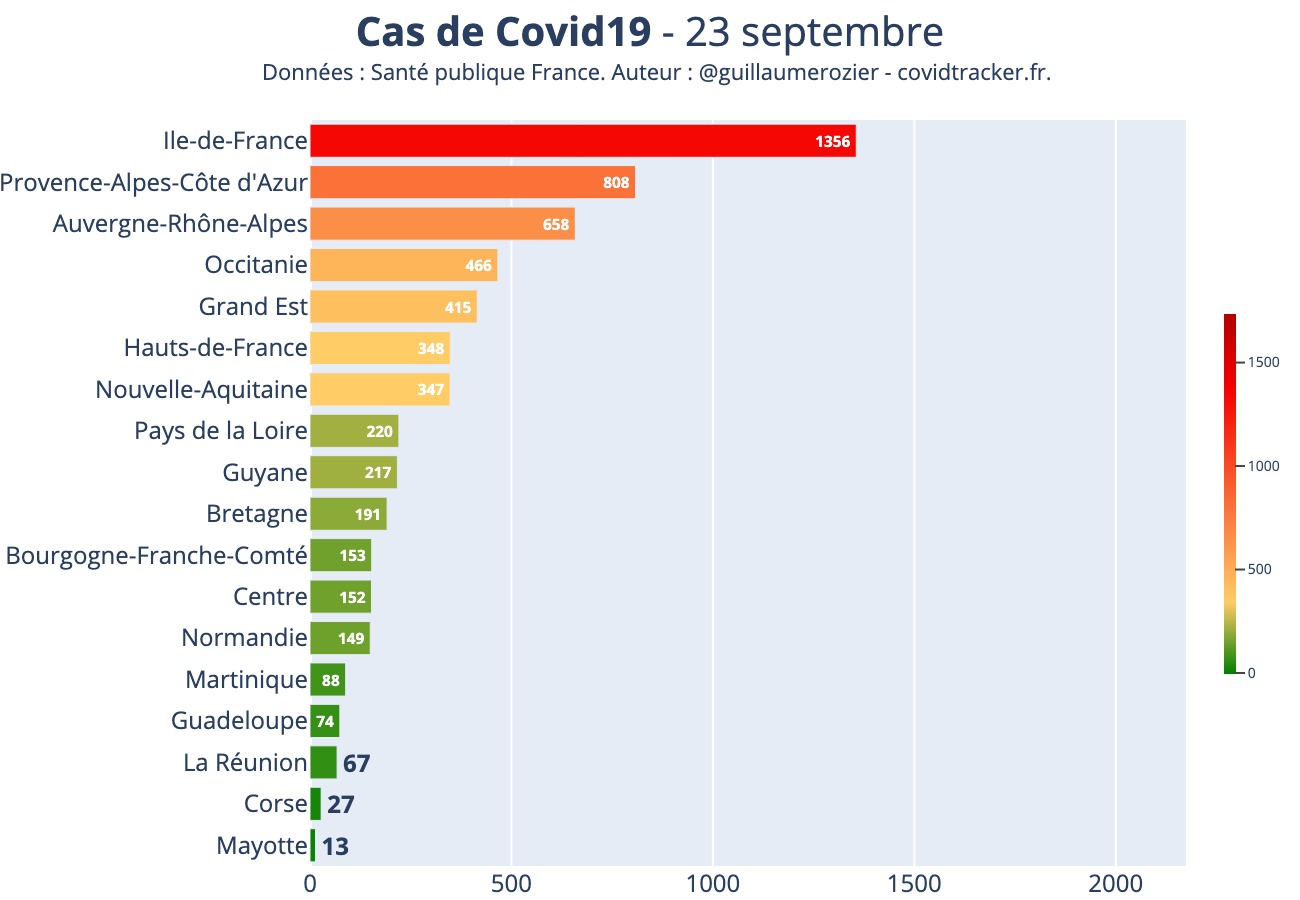 Cas de Covid19 - 23 septembre
Données : Santé publique France. Auteur : @guillaumerozier - covidtracker.fr.
Ile-de-France 1356
Provence-Alpes-Côte d'Azur 808
Auvergne-Rhône-Alpes 658
Occitanie 466
Grand Est 415
Hauts-de-France 348
Nouvelle-Aquitaine 347
Pays de la Loire 220
Guyane 217
Bretagne 191
Bourgogne-Franche-Comté 153
Centre 152
Normandie 149
Martinique 88
Guadeloupe 74
La Réunion 67
Corse 27
Mayotte 13
0 500 1000 1500 2000
1500
1000
500
0